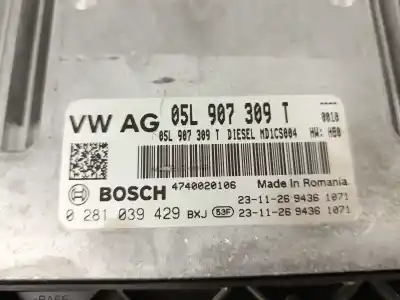 VW AG 05L 907 309 T ----
0010
05L 907 309 T DIESEL MD1CS004 HW: HB0
BOSCH 4740020106 Made in Romania
23-11-26 9436 1071
0 281 039 429 BXJ 53F 23-11-26 9436 1071